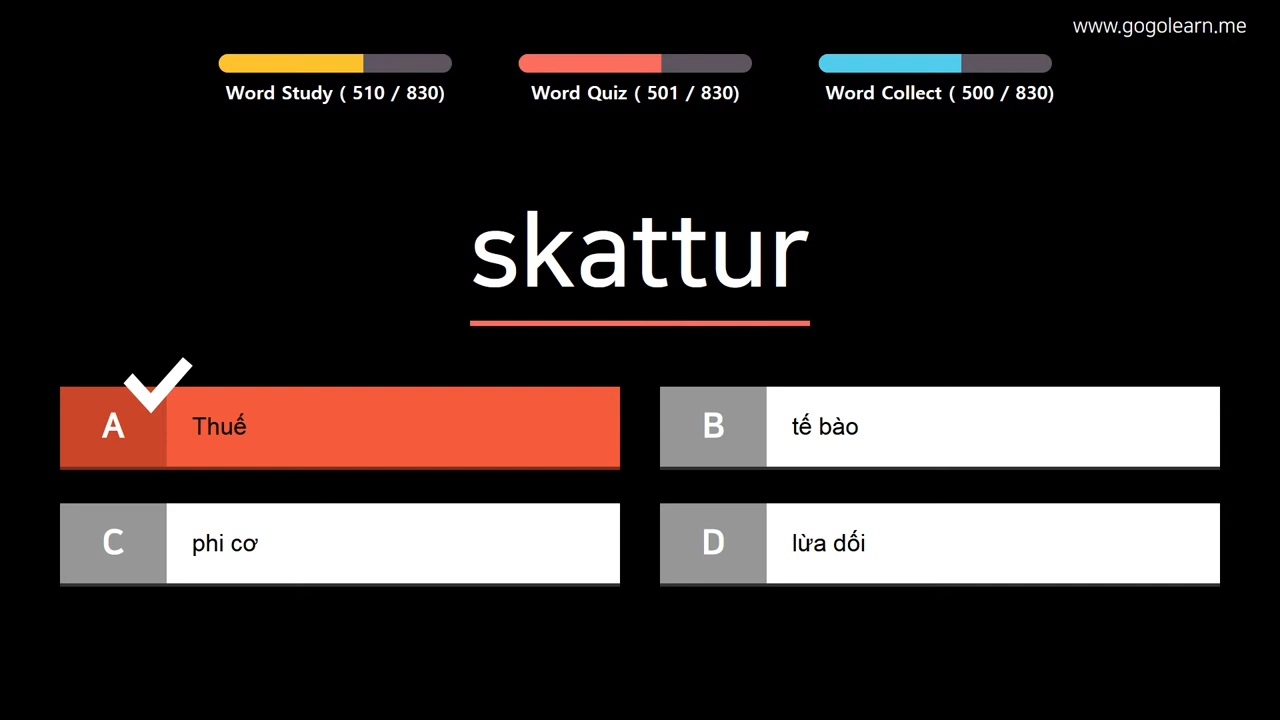 www.gogolearn.me
Word Study ( 510 / 830)
Word Quiz ( 501 / 830)
Word Collect ( 500 / 830)
skattur
A
Thuế
B
tế bào
C
phi cơ
D
lừa dối